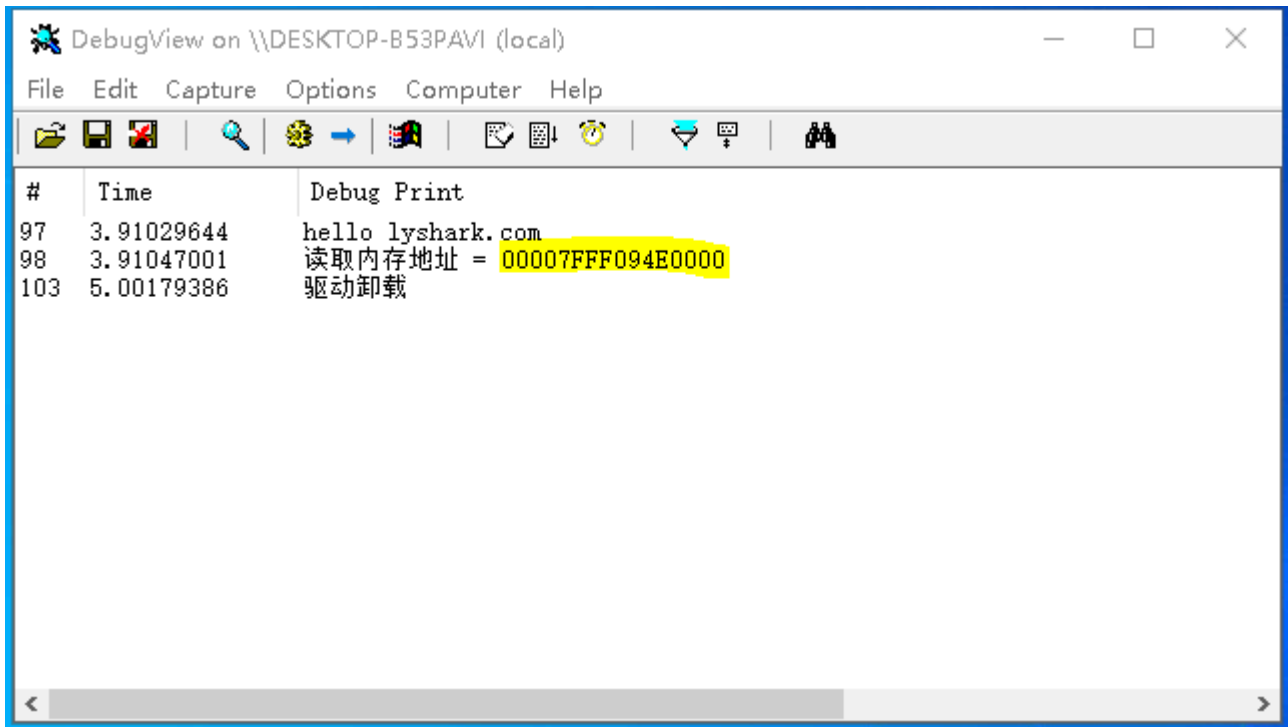 DebugView on \\DESKTOP-B53PAVI (local)
File Edit Capture Options Computer Help
# Time Debug Print
97 3.91029644 hello lyshark.com
98 3.91047001 读取内存地址 = 00007FFF094E0000
103 5.00179386 驱动卸载